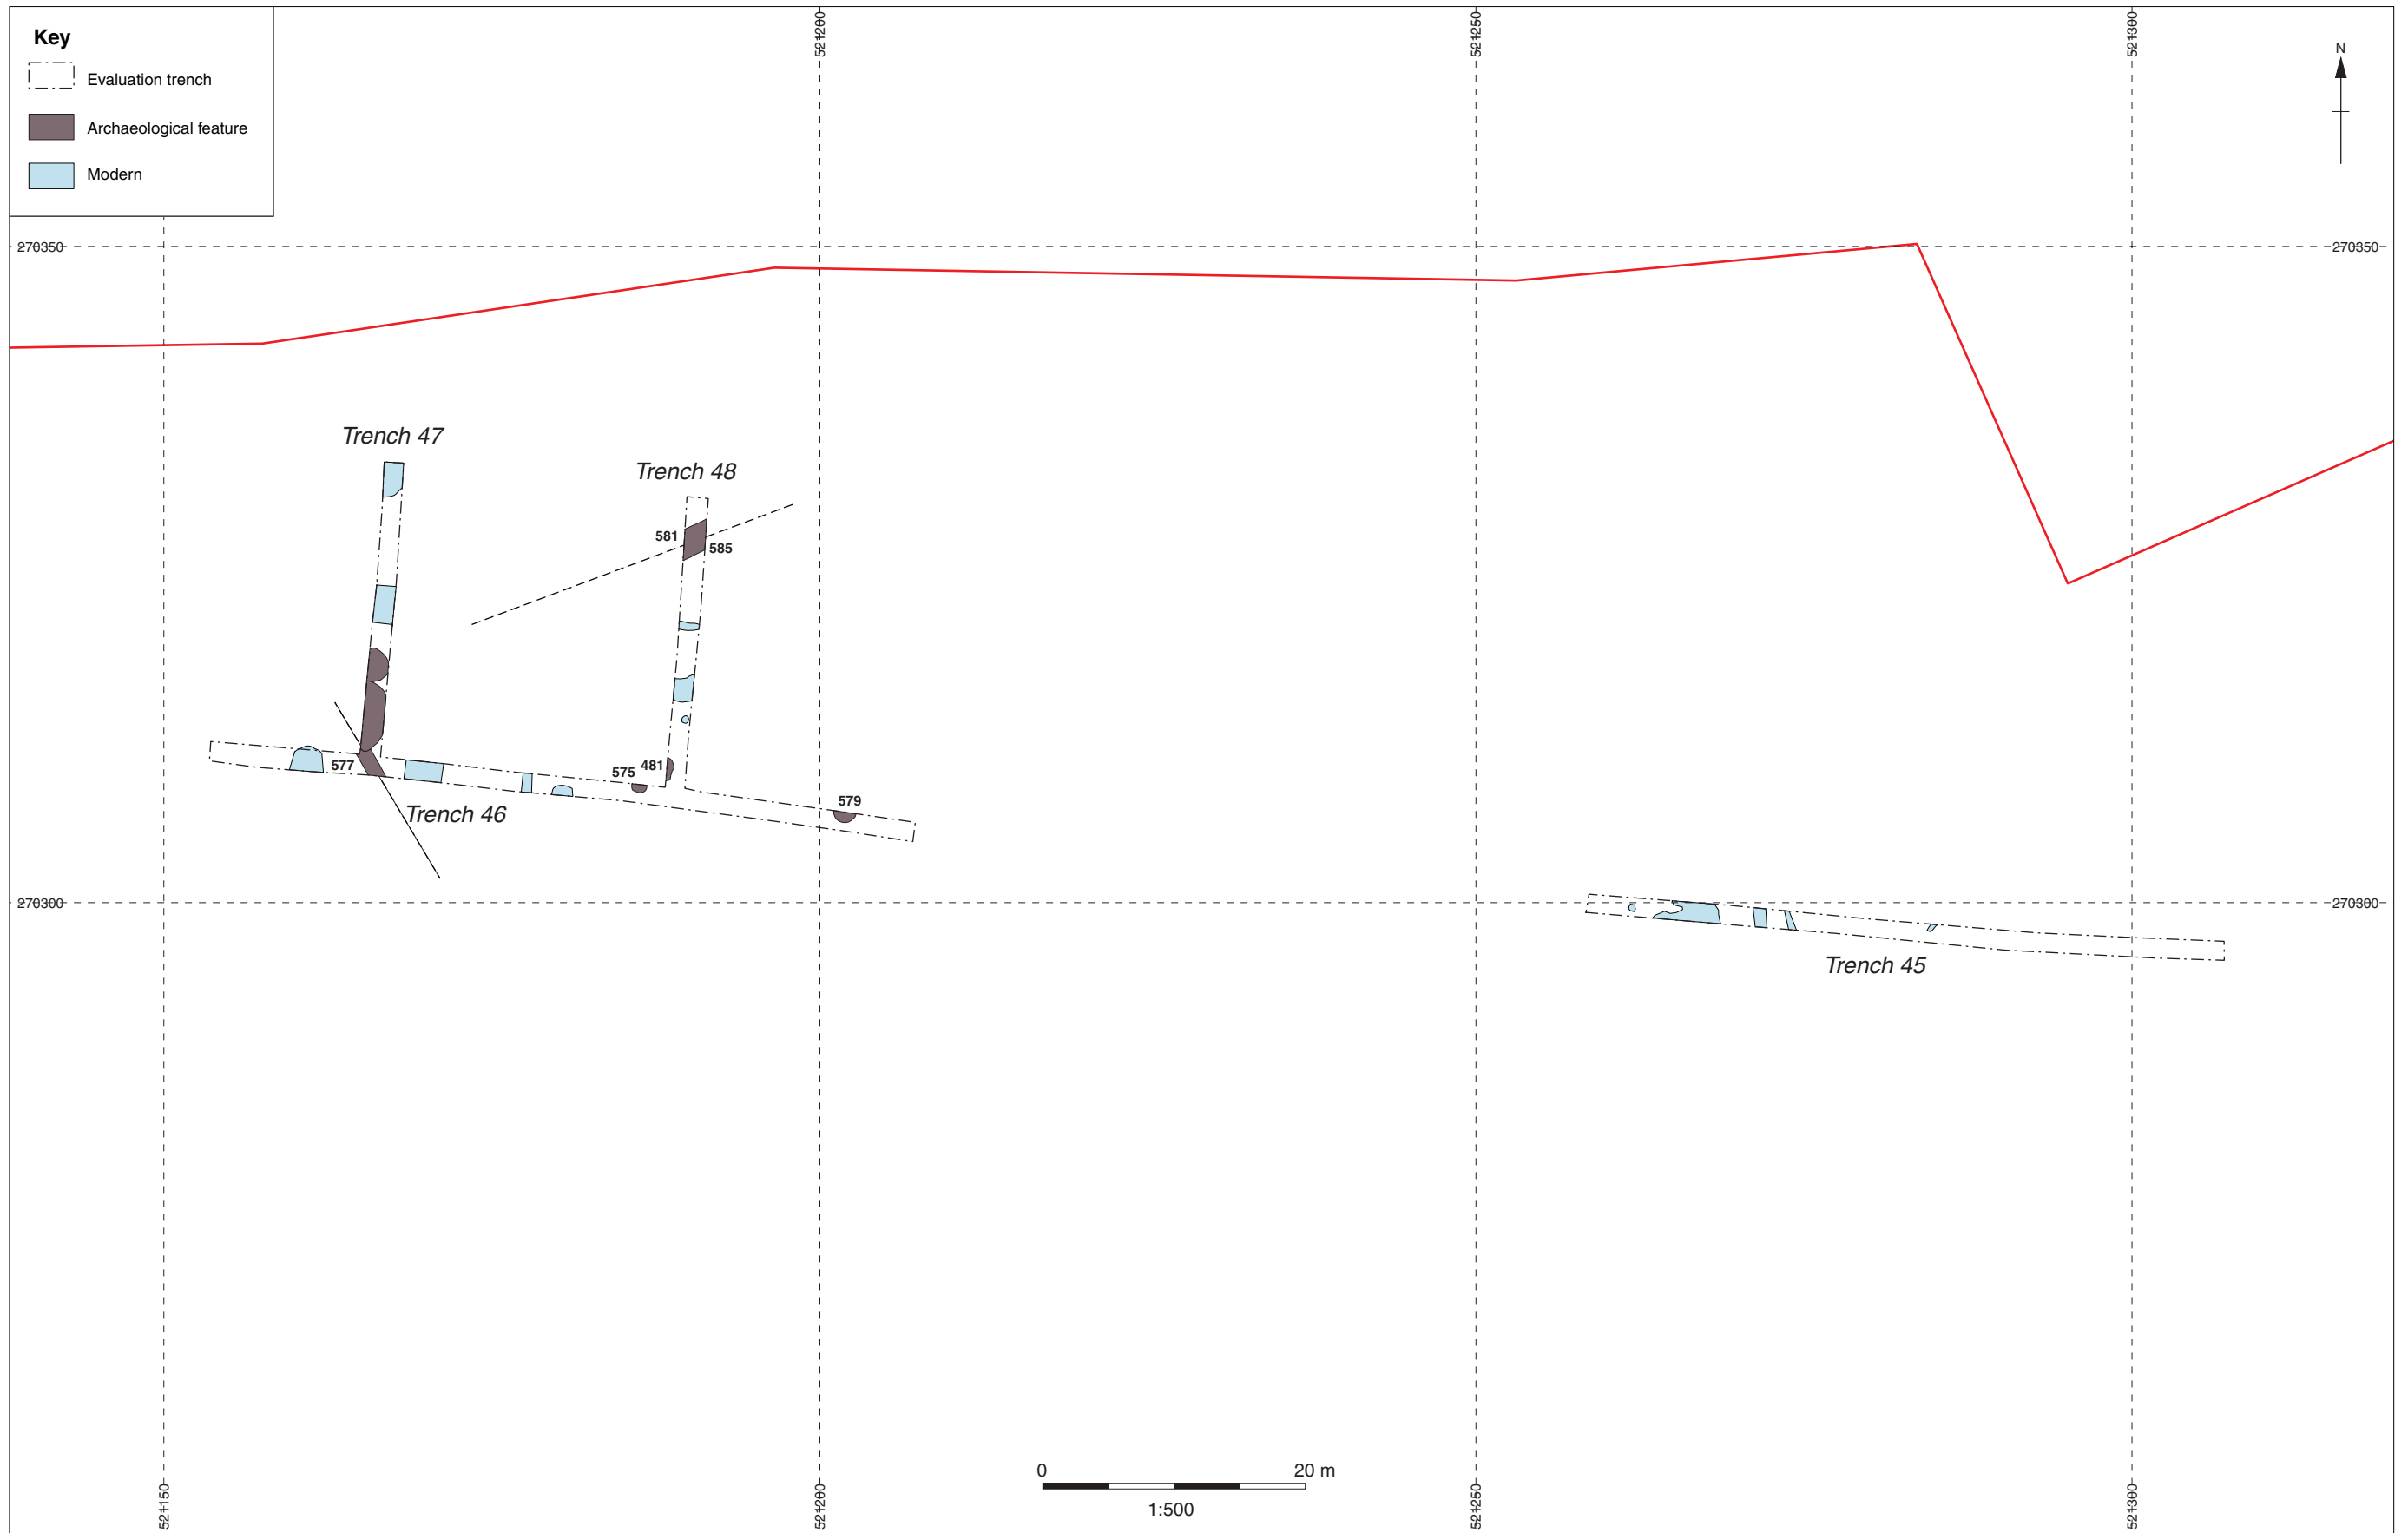 Key
Evaluation trench
Archaeological feature
Modern
521200
521250
521300
N
270350
270350
Trench 47
Trench 48
581
585
577
575
481
579
Trench 46
270300
270300
Trench 45
0
20 m
1:500
521150
521200
521250
521300